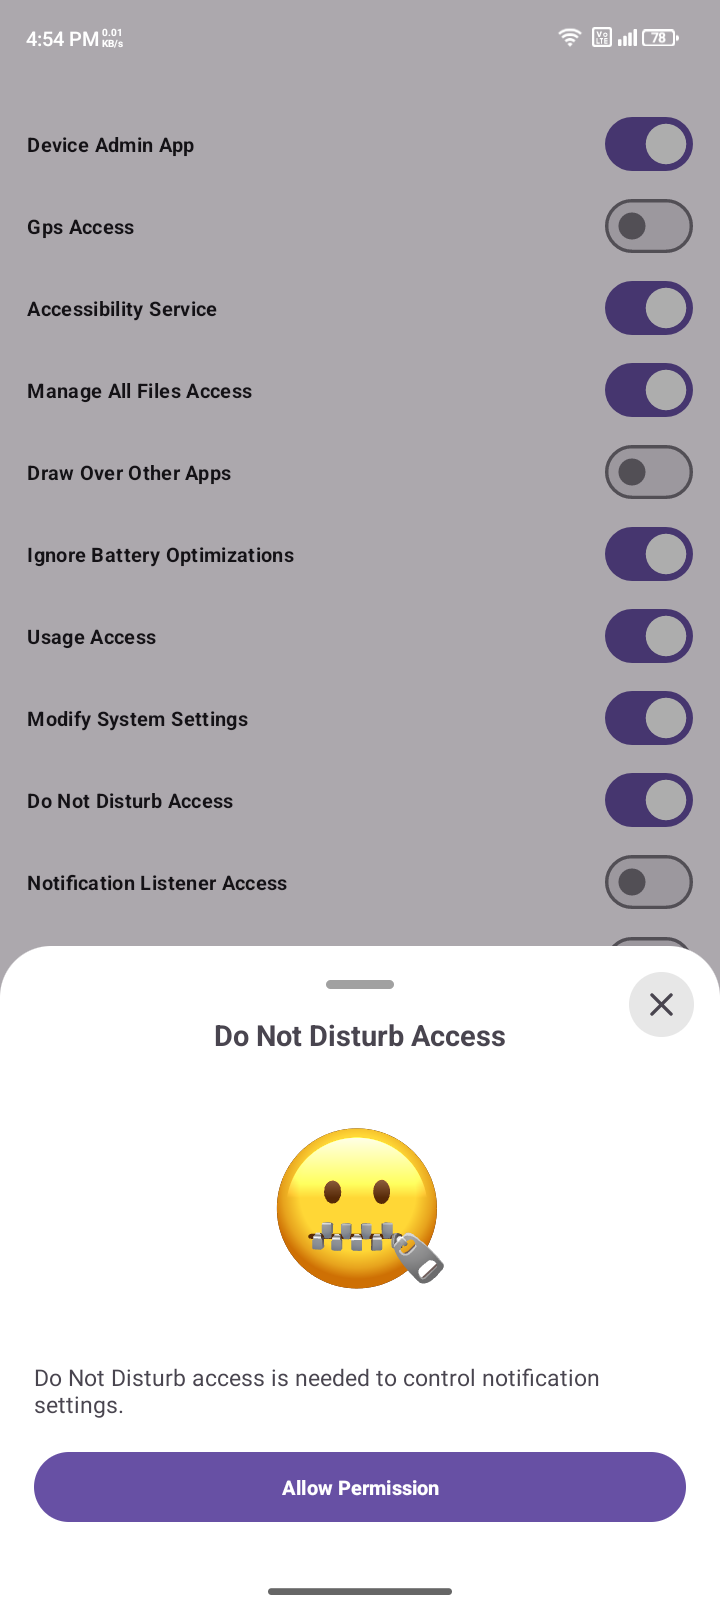 4:54 PM 0.01 KB/s Vo LTE 78
Device Admin App
Gps Access
Accessibility Service
Manage All Files Access
Draw Over Other Apps
Ignore Battery Optimizations
Usage Access
Modify System Settings
Do Not Disturb Access
Notification Listener Access
Do Not Disturb Access
Do Not Disturb access is needed to control notification
settings.
Allow Permission